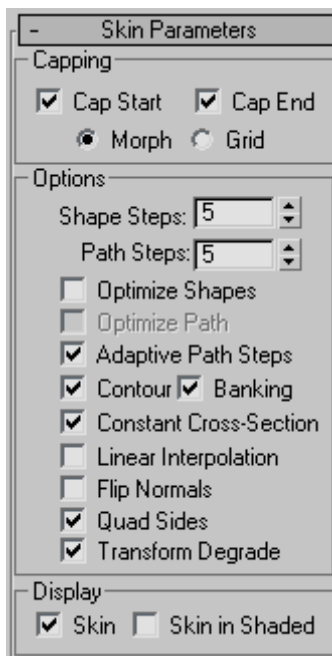 - Skin Parameters
Capping
Cap Start Cap End
Morph Grid
Options
Shape Steps: 5
Path Steps: 5
Optimize Shapes
Optimize Path
Adaptive Path Steps
Contour Banking
Constant Cross-Section
Linear Interpolation
Flip Normals
Quad Sides
Transform Degrade
Display
Skin Skin in Shaded